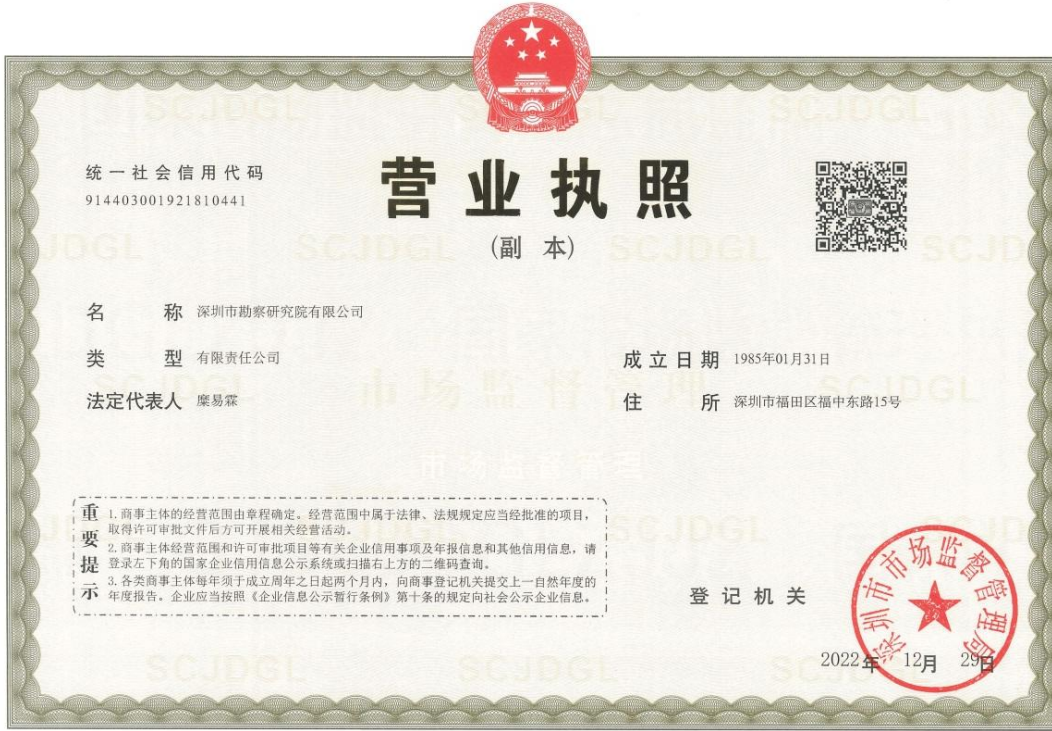 统一社会信用代码
914403001921810441
营业执照
(副 本)
名 称 深圳市勘察研究院有限公司
类 型 有限责任公司
成立日期 1985年01月31日
法定代表人 糜易霖
住 所 深圳市福田区福中东路15号
重要提示
1. 商事主体的经营范围由章程确定。经营范围中属于法律、法规规定应当经批准的项目，
取得许可审批文件后方可开展相关经营活动。
2. 商事主体经营范围和许可审批项目等有关企业信用事项及年报信息和其他信用信息，请
登录左下角的国家企业信用信息公示系统或扫描右上方的二维码查询。
3. 各类商事主体每年须于成立周年之日起两个月内，向商事登记机关提交上一自然年度的
年度报告。企业应当按照《企业信息公示暂行条例》第十条的规定向社会公示企业信息。
登记机关
深圳市市场监督管理局
2022年 12月 29日
SCJDGL
市场监督管理